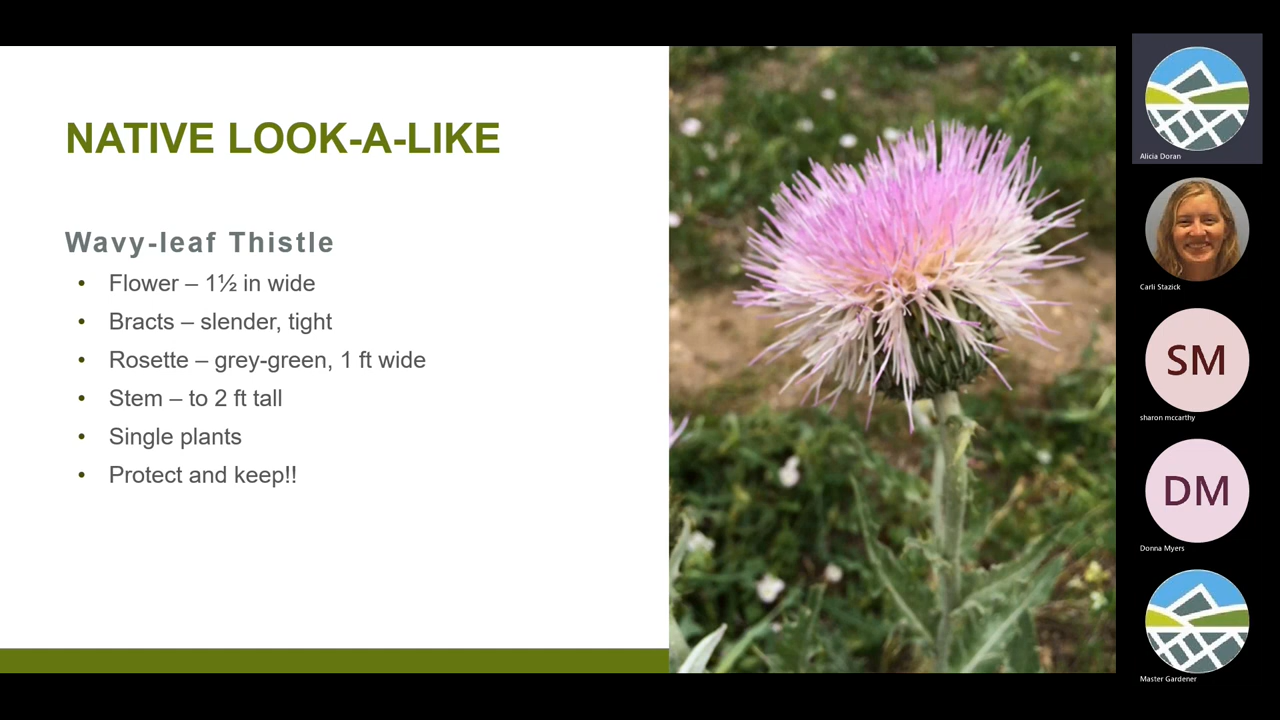 NATIVE LOOK-A-LIKE
Wavy-leaf Thistle
• Flower – 1½ in wide
• Bracts – slender, tight
• Rosette – grey-green, 1 ft wide
• Stem – to 2 ft tall
• Single plants
• Protect and keep!!
Alicia Doran
Carli Stazick
SM
sharon mccarthy
DM
Donna Myers
Master Gardener